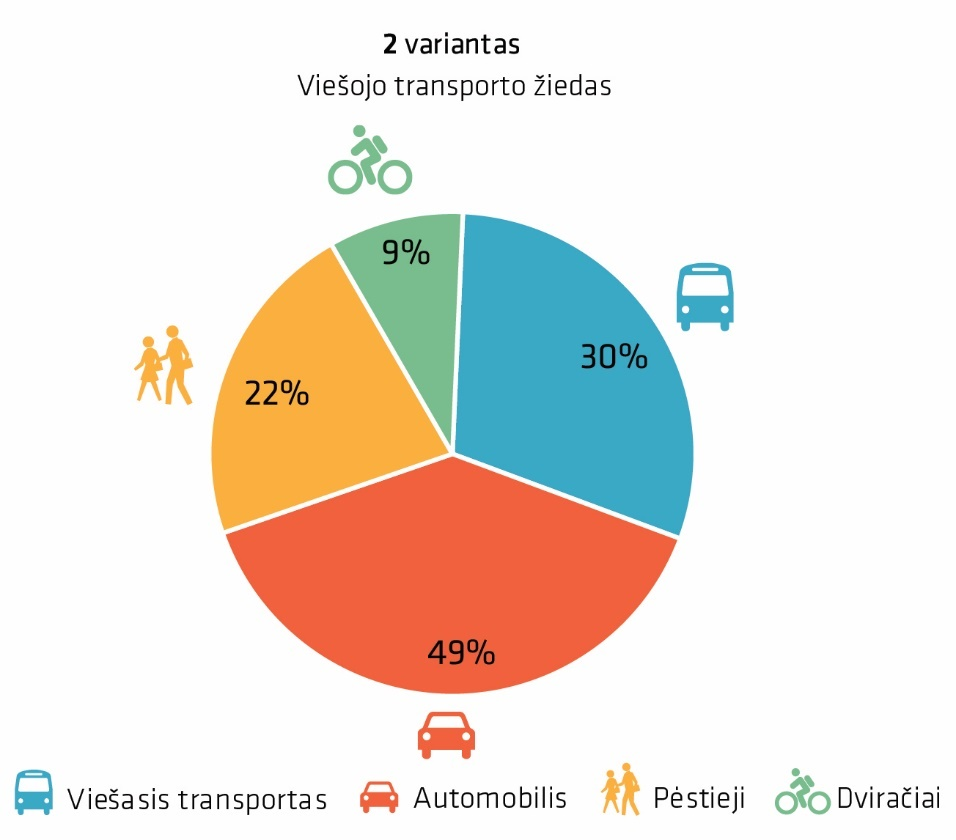 2 variantas
Viešojo transporto žiedas
9%
30%
22%
49%
Viešasis transportas
Automobilis
Pėstieji
Dviračiai